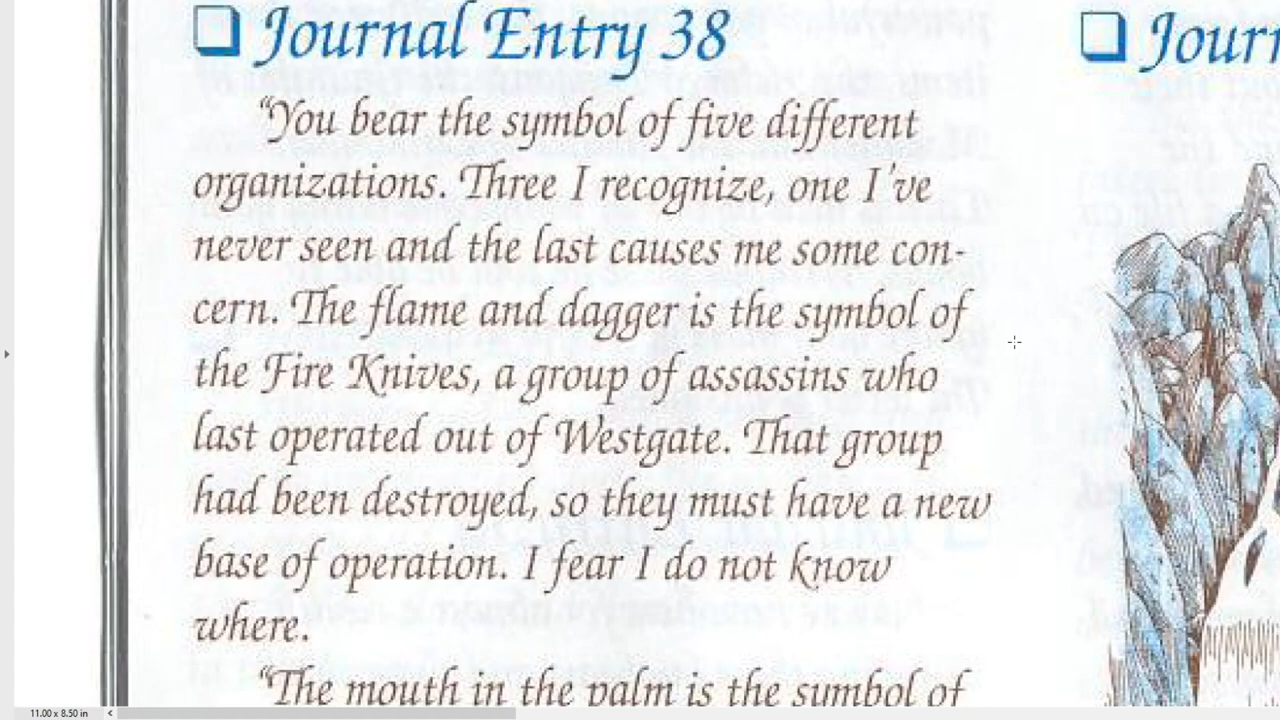 Journal Entry 38
"You bear the symbol of five different
organizations. Three I recognize, one I've
never seen and the last causes me some con-
cern. The flame and dagger is the symbol of
the Fire Knives, a group of assassins who
last operated out of Westgate. That group
had been destroyed, so they must have a new
base of operation. I fear I do not know
where.
"The mouth in the palm is the symbol of
Jour
11.00 x 8.50 in